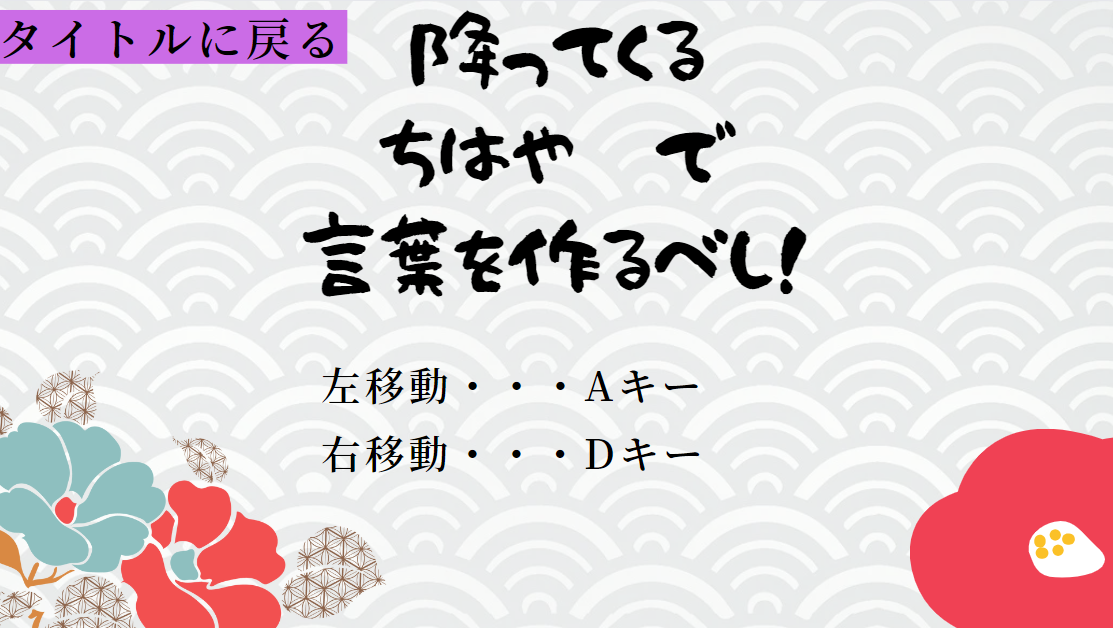 タイトルに戻る
降ってくる
ちはや　で
言葉を作るべし!
左移動・・・Aキー
右移動・・・Dキー